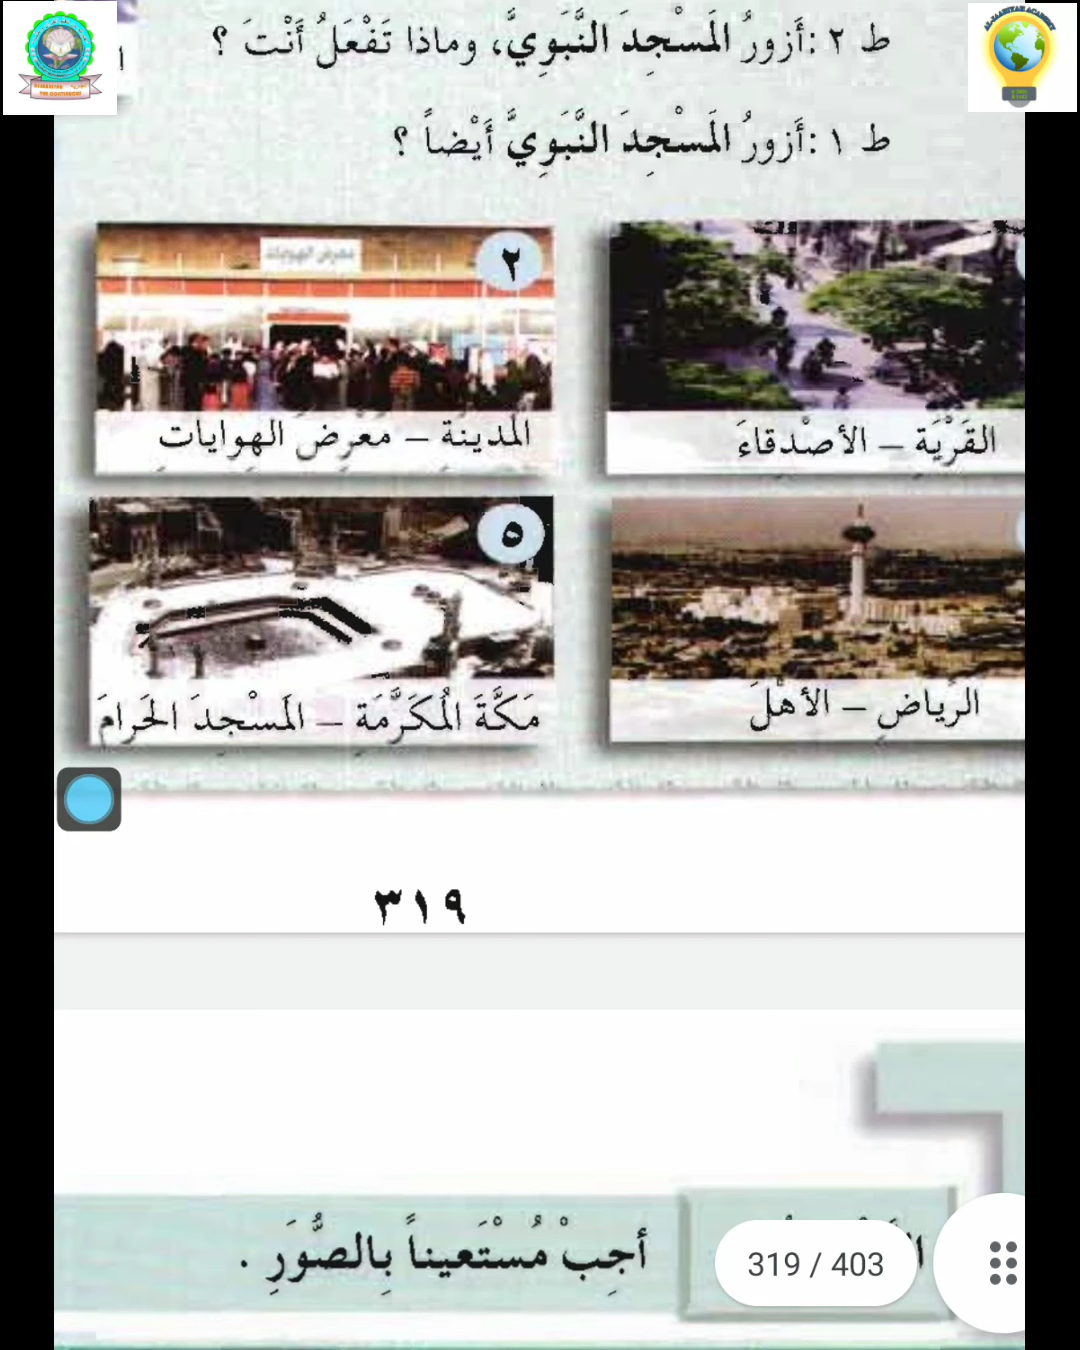 ط ٢ :أَزورُ المَسْجِدَ النَّبَوِيَّ، وماذا تَفْعَلُ أَنْتَ ؟
ط ١ :أَزورُ المَسْجِدَ النَّبَوِيَّ أَيْضاً ؟
القَرْيَةِ – الأَصْدِقاءَ
٢
معرض الهوايات
المَدينَةِ – مَعْرِضَ الهِواياتِ
الرِّياضِ – الأَهْلَ
٥
مَكَّةَ المُكَرَّمَةِ – المَسْجِدَ الحَرامَ
٣١٩
أَجِبْ مُسْتَعيناً بِالصُّوَرِ .
319 / 403